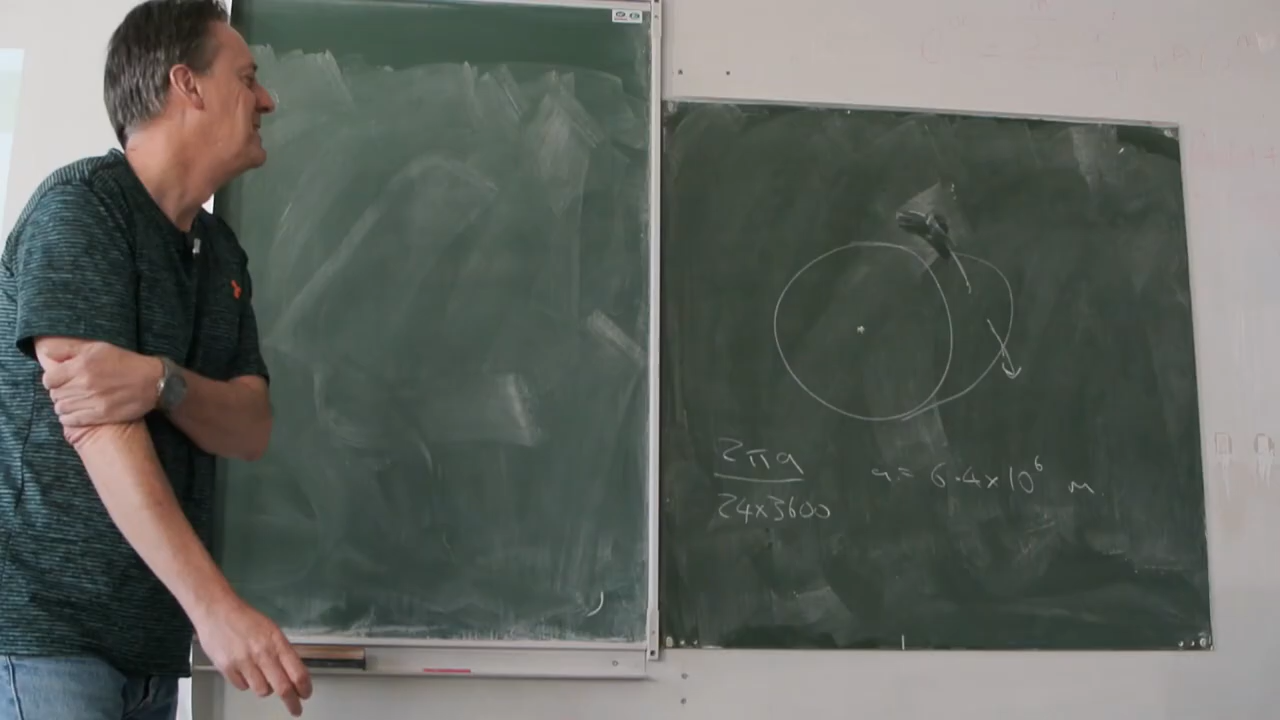 2πa
24×3600
a = 6.4×10⁶ m.